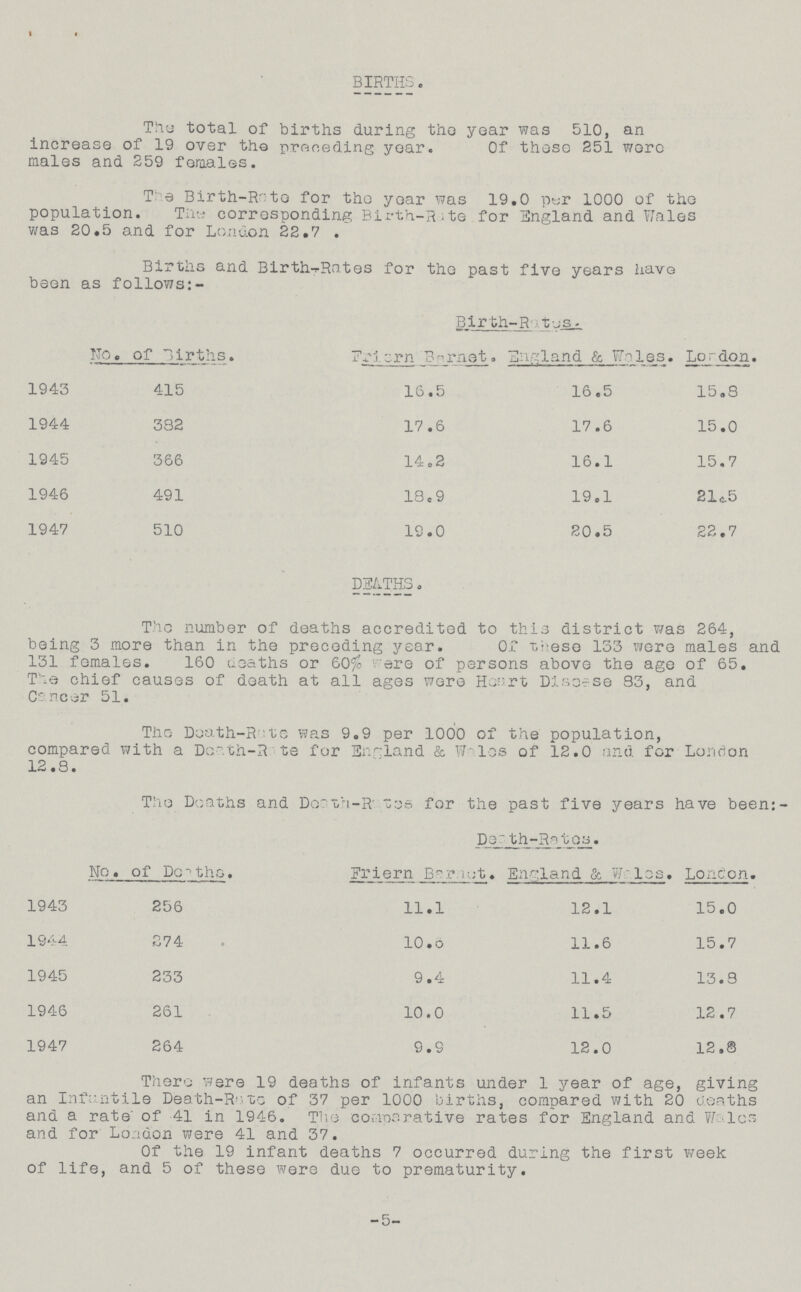 BIRTHS.
The total of births during the year was 510, an
increase of 19 over the preceding year. Of these 251 were
males and 259 females.
The Birth-Rate for the year was 19.0 per 1000 of the
population. The corresponding Birth-Rate for England and Wales
was 20.5 and for London 22.7 .
Births and Birth-Rates for the past five years have
been as follows:-
Birth-Rates.
No. of Births. Friern Barnet. England & Wales. London.
1943 415 16.5 16.5 15.8
1944 382 17.6 17.6 15.0
1945 366 14.2 16.1 15.7
1946 491 18.9 19.1 21.5
1947 510 19.0 20.5 22.7
DEATHS.
The number of deaths accredited to this district was 264,
being 3 more than in the preceding year. Of these 133 were males and
131 females. 160 deaths or 60% were of persons above the age of 65.
The chief causes of death at all ages were Heart Disease 83, and
Cancer 51.
The Death-Rate was 9.9 per 1000 of the population,
compared with a Death-Rate for England & Wales of 12.0 and for London
12.8.
The Deaths and Death-Rates for the past five years have been:-
Death-Rates.
No. of Deaths. Friern Barnet. England & Wales. London.
1943 256 11.1 12.1 15.0
1944 274 11.6 15.7
1945 233 9.4 11.4 13.8
1946 261 10.0 11.5 12.7
1947 264 9.9 12.0 12.8
There were 19 deaths of infants under 1 year of age, giving
an Infantile Death-Rate of 37 per 1000 births, compared with 20 deaths
and a rate of 41 in 1946. The comparative rates for England and Wales
and for London were 41 and 37.
Of the 19 infant deaths 7 occurred during the first week
of life, and 5 of these were due to prematurity.
-5-